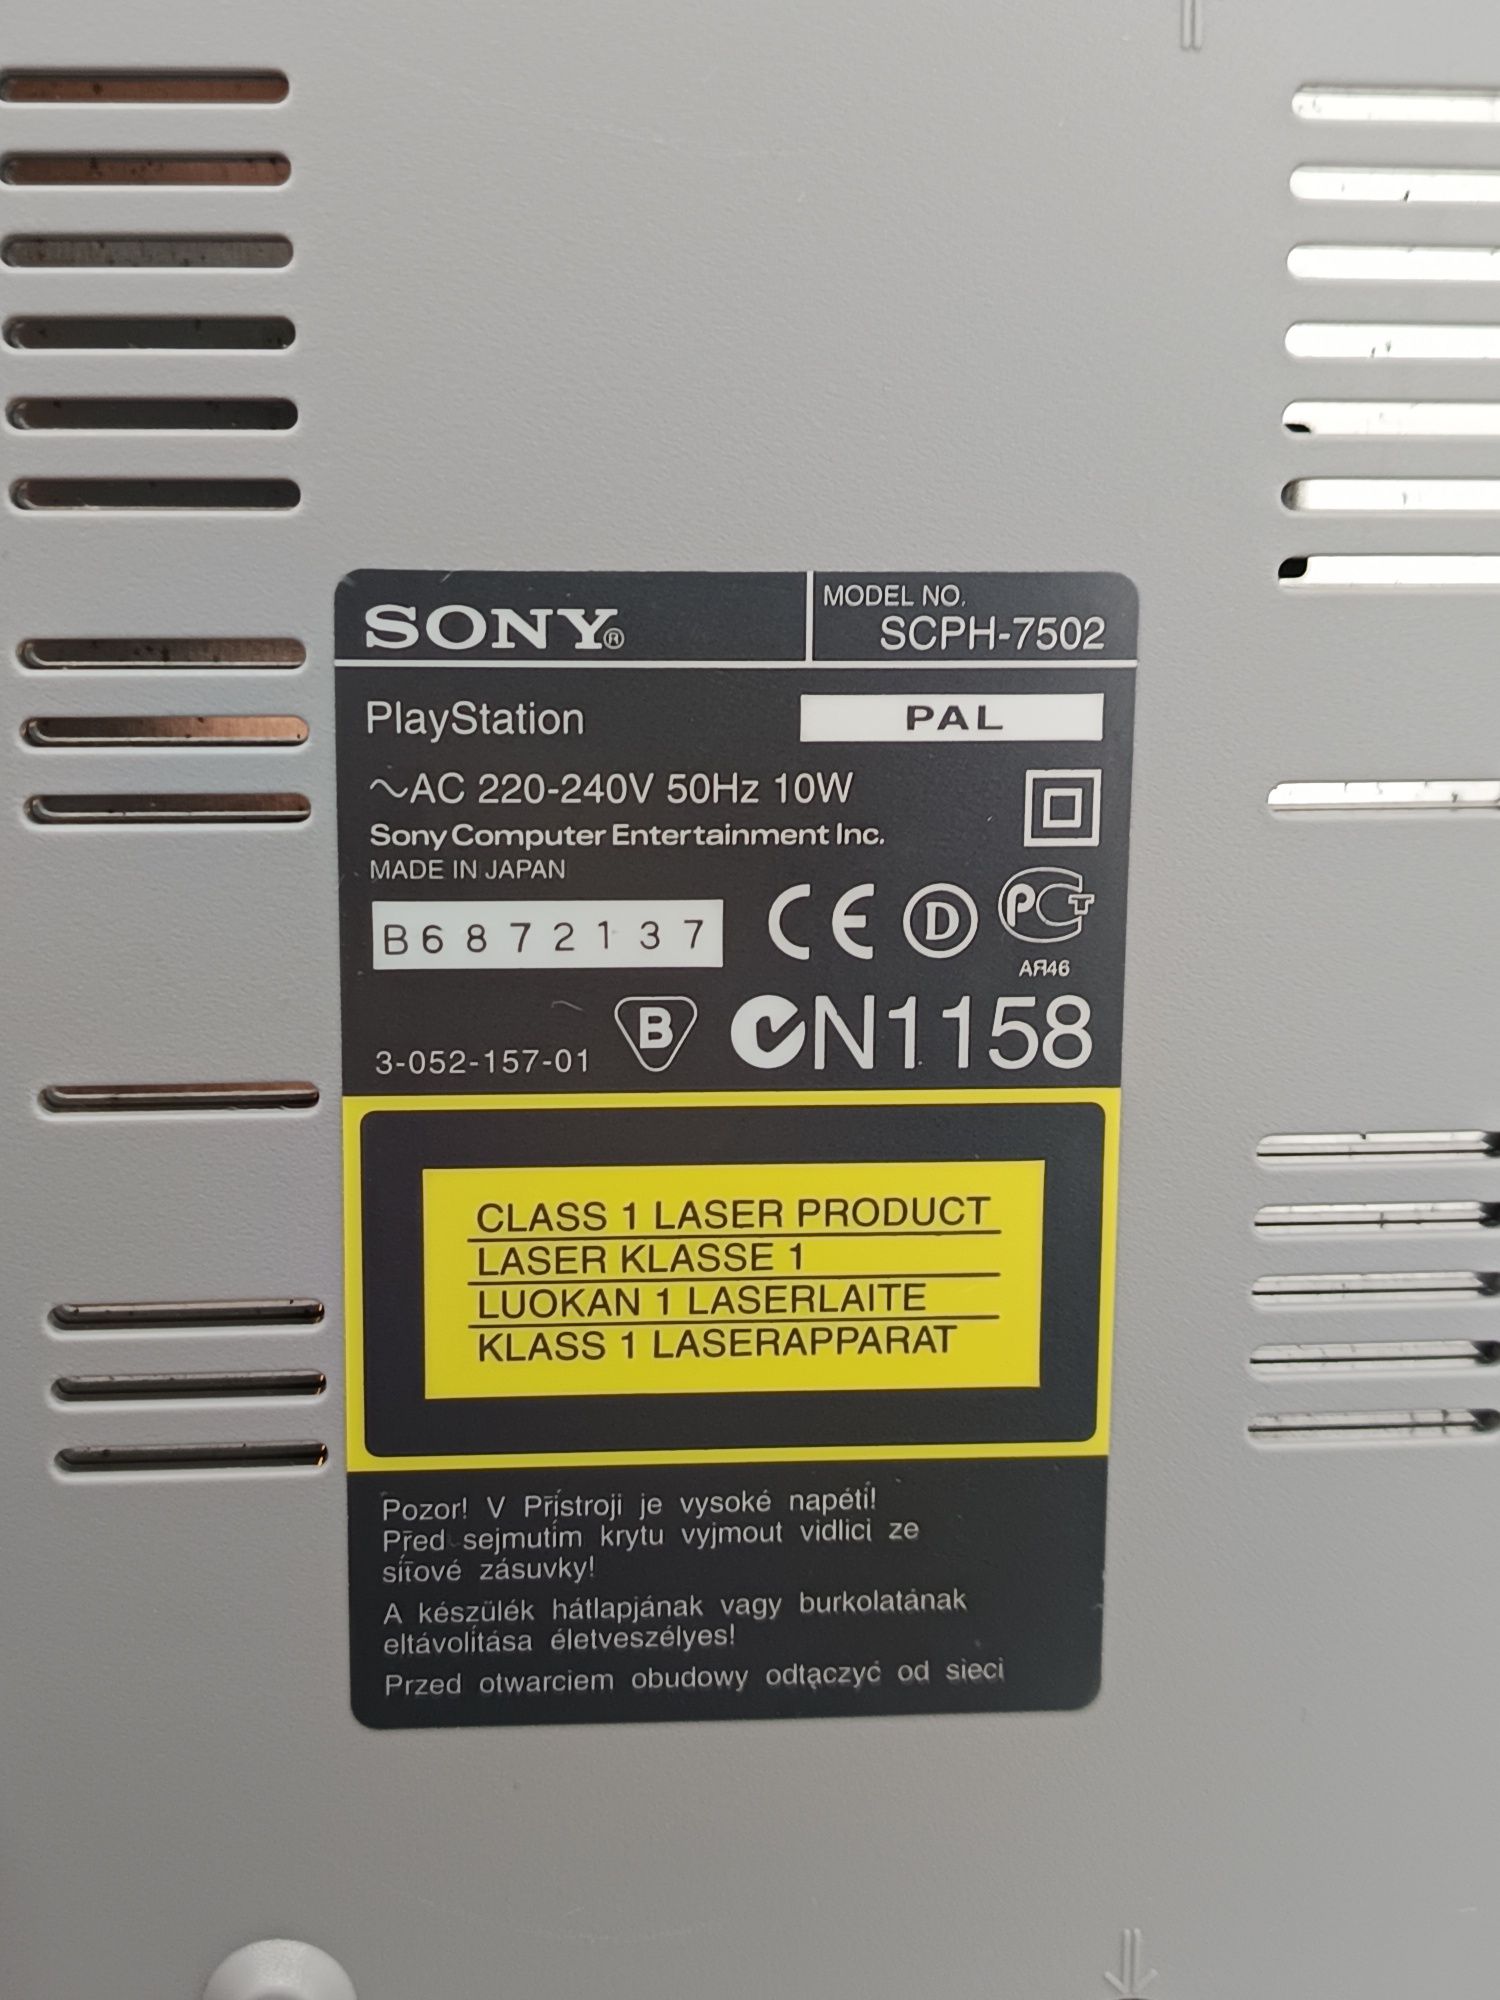 SONY®
MODEL NO.
SCPH-7502
PlayStation
PAL
~AC 220-240V 50Hz 10W
Sony Computer Entertainment Inc.
MADE IN JAPAN
B6872137
CE D PCT
АЯ46
3-052-157-01
B
N1158
CLASS 1 LASER PRODUCT
LASER KLASSE 1
LUOKAN 1 LASERLAITE
KLASS 1 LASERAPPARAT
Pozor! V Přístroji je vysoké napétí!
Před sejmutím krytu vyjmout vidlici ze
síťové zásuvky!
A készülék hátlapjának vagy burkolatának
eltávolítása életveszélyes!
Przed otwarciem obudowy odtączyć od sieci